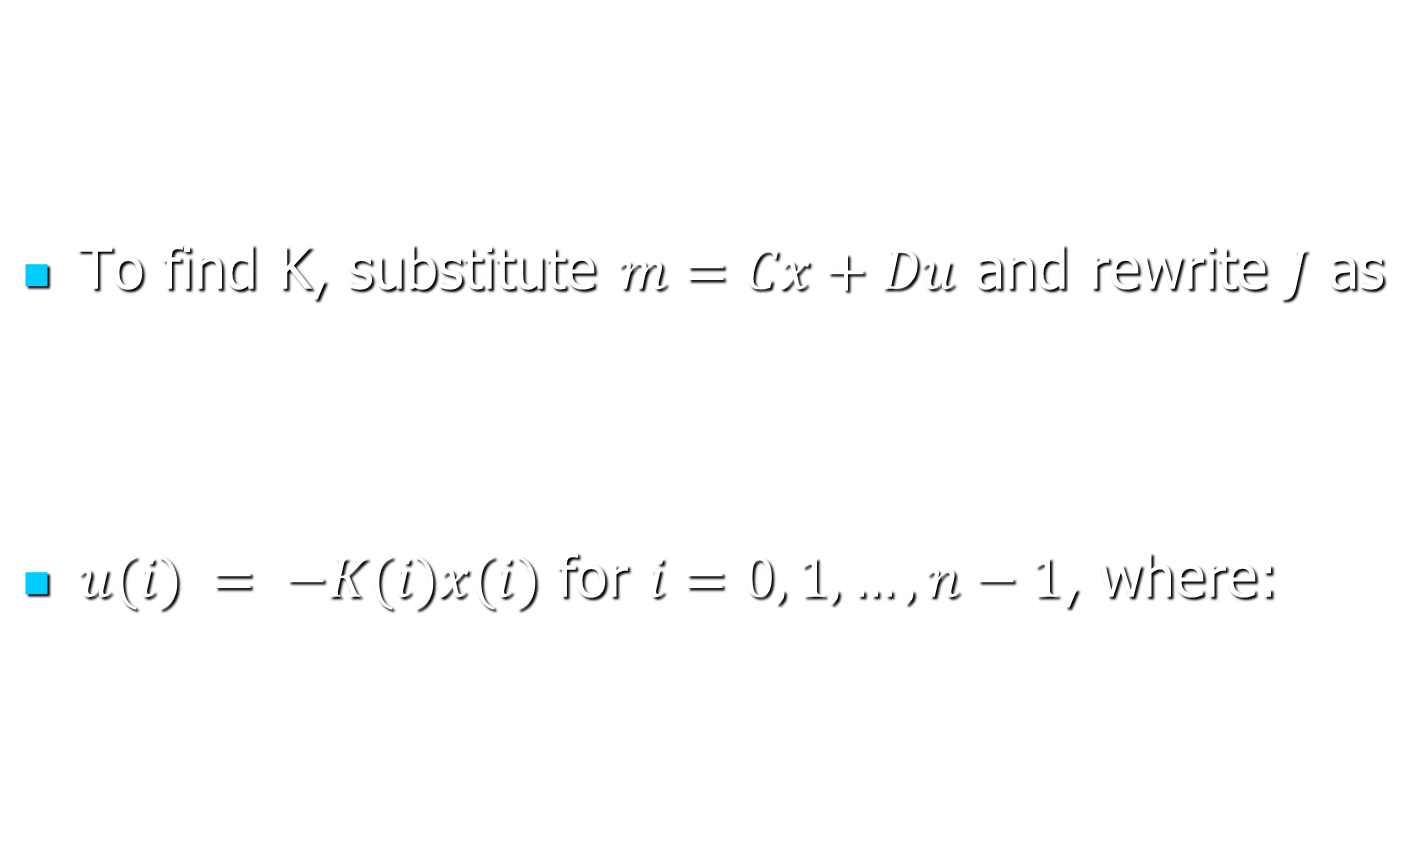 ■ To find K, substitute 𝑚 = 𝐶𝑥 + 𝐷𝑢 and rewrite 𝐽 as
■ 𝑢(𝑖) = −𝐾(𝑖)𝑥(𝑖) for 𝑖 = 0, 1, … , 𝑛 − 1, where: